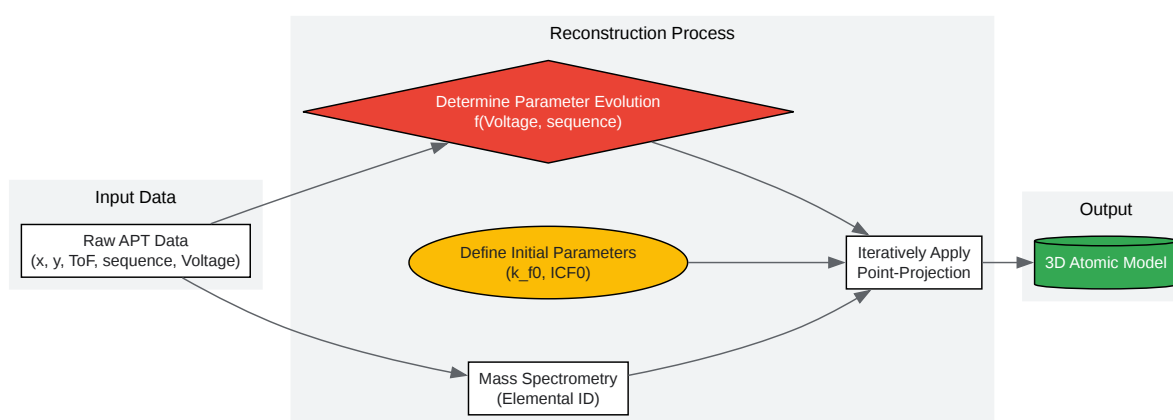 Reconstruction Process
Determine Parameter Evolution
f(Voltage, sequence)
Input Data
Raw APT Data
(x, y, ToF, sequence, Voltage)
Define Initial Parameters
(k_f0, ICF0)
Iteratively Apply
Point-Projection
Output
3D Atomic Model
Mass Spectrometry
(Elemental ID)